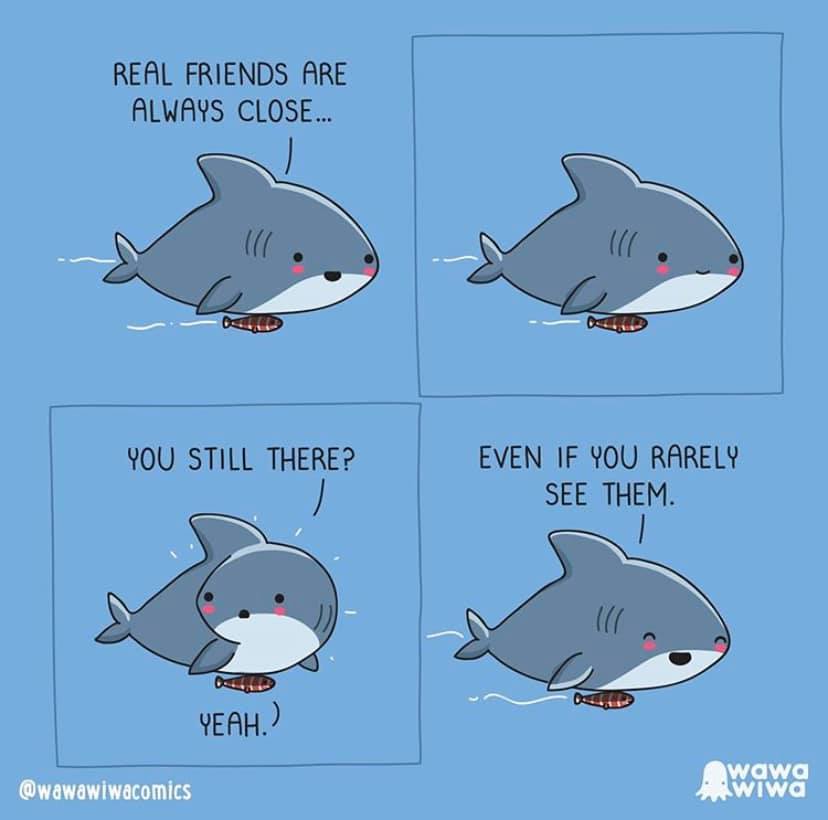 REAL FRIENDS ARE
ALWAYS CLOSE...
YOU STILL THERE?
YEAH.
EVEN IF YOU RARELY
SEE THEM.
@wawawiwacomics
wawa
wiwa